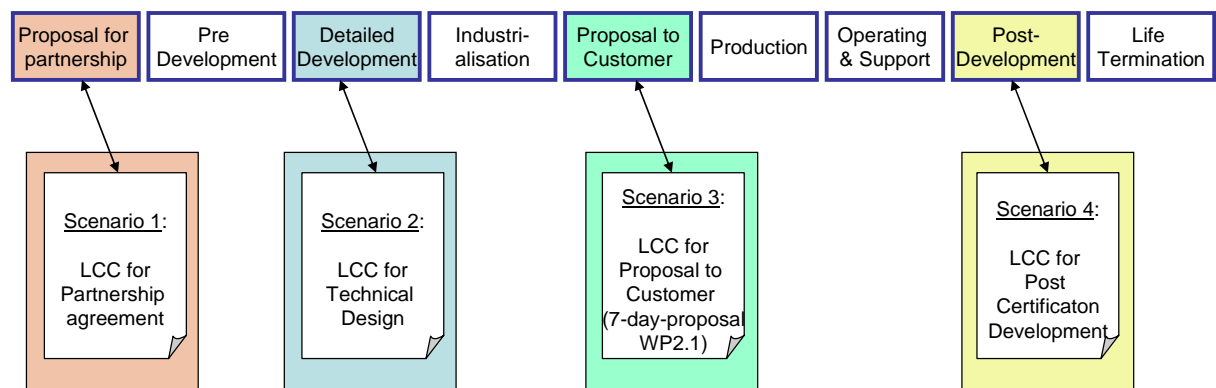 Proposal for
partnership
Pre
Development
Detailed
Development
Industri-
alisation
Proposal to
Customer
Production
Operating
& Support
Post-
Development
Life
Termination
Scenario 1:
LCC for
Partnership
agreement
Scenario 2:
LCC for
Technical
Design
Scenario 3:
LCC for
Proposal to
Customer
(7-day-proposal
WP2.1)
Scenario 4:
LCC for
Post
Certificaton
Development